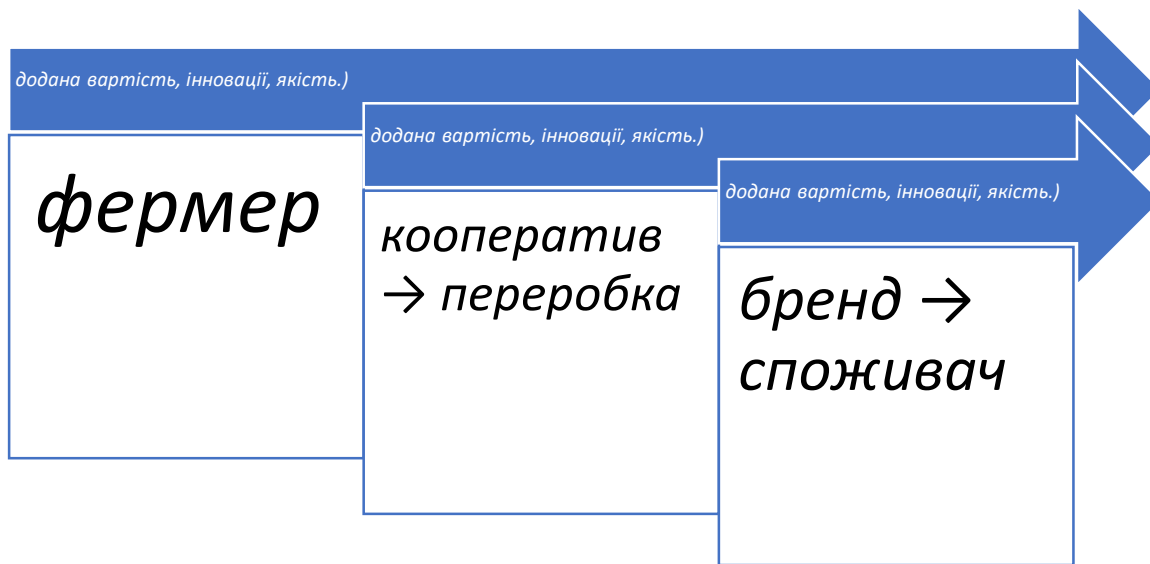 додана вартість, інновації, якість.)
фермер
додана вартість, інновації, якість.)
кооператив
→ переробка
додана вартість, інновації, якість.)
бренд →
споживач